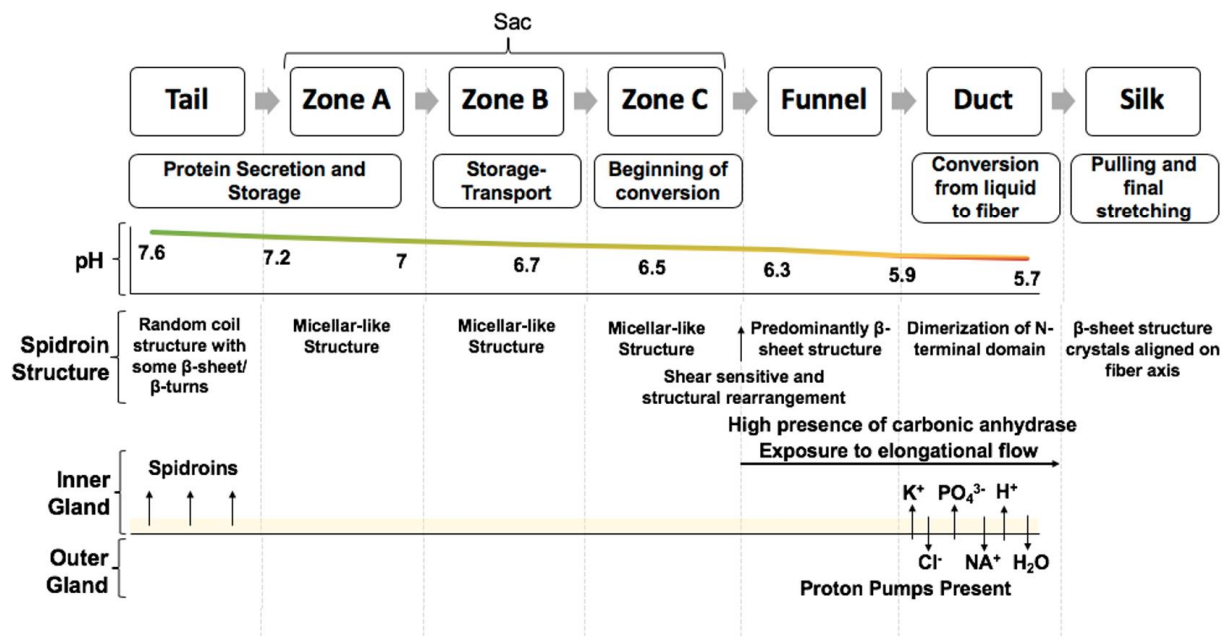 Sac
Tail
Zone A
Zone B
Zone C
Funnel
Duct
Silk
Protein Secretion and
Storage
Storage-
Transport
Beginning of
conversion
Conversion
from liquid
to fiber
Pulling and
final
stretching
pH
7.6
7.2
7
6.7
6.5
6.3
5.9
5.7
Spidroin
Structure
Random coil
structure with
some β-sheet/
β-turns
Micellar-like
Structure
Micellar-like
Structure
Micellar-like
Structure
Predominantly β-
sheet structure
Dimerization of N-
terminal domain
β-sheet structure
crystals aligned on
fiber axis
Shear sensitive and
structural rearrangement
High presence of carbonic anhydrase
Exposure to elongational flow
Inner
Gland
Spidroins
K⁺ PO₄³⁻ H⁺
Outer
Gland
Cl⁻ NA⁺ H₂O
Proton Pumps Present